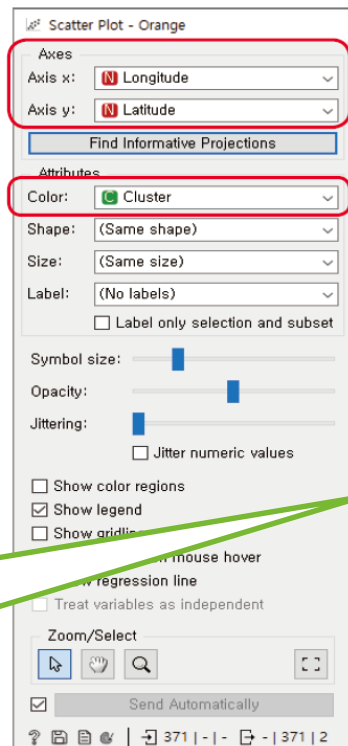 Scatter Plot - Orange
Axes
Axis x: N Longitude
Axis y: N Latitude
Find Informative Projections
Attributes
Color: C Cluster
Shape: (Same shape)
Size: (Same size)
Label: (No labels)
Label only selection and subset
Symbol size:
Opacity:
Jittering:
Jitter numeric values
Show color regions
Show legend
Show
mouse hover
regression line
Treat variables as independent
Zoom/Select
Send Automatically
? 371 | - | - - | 371 | 2